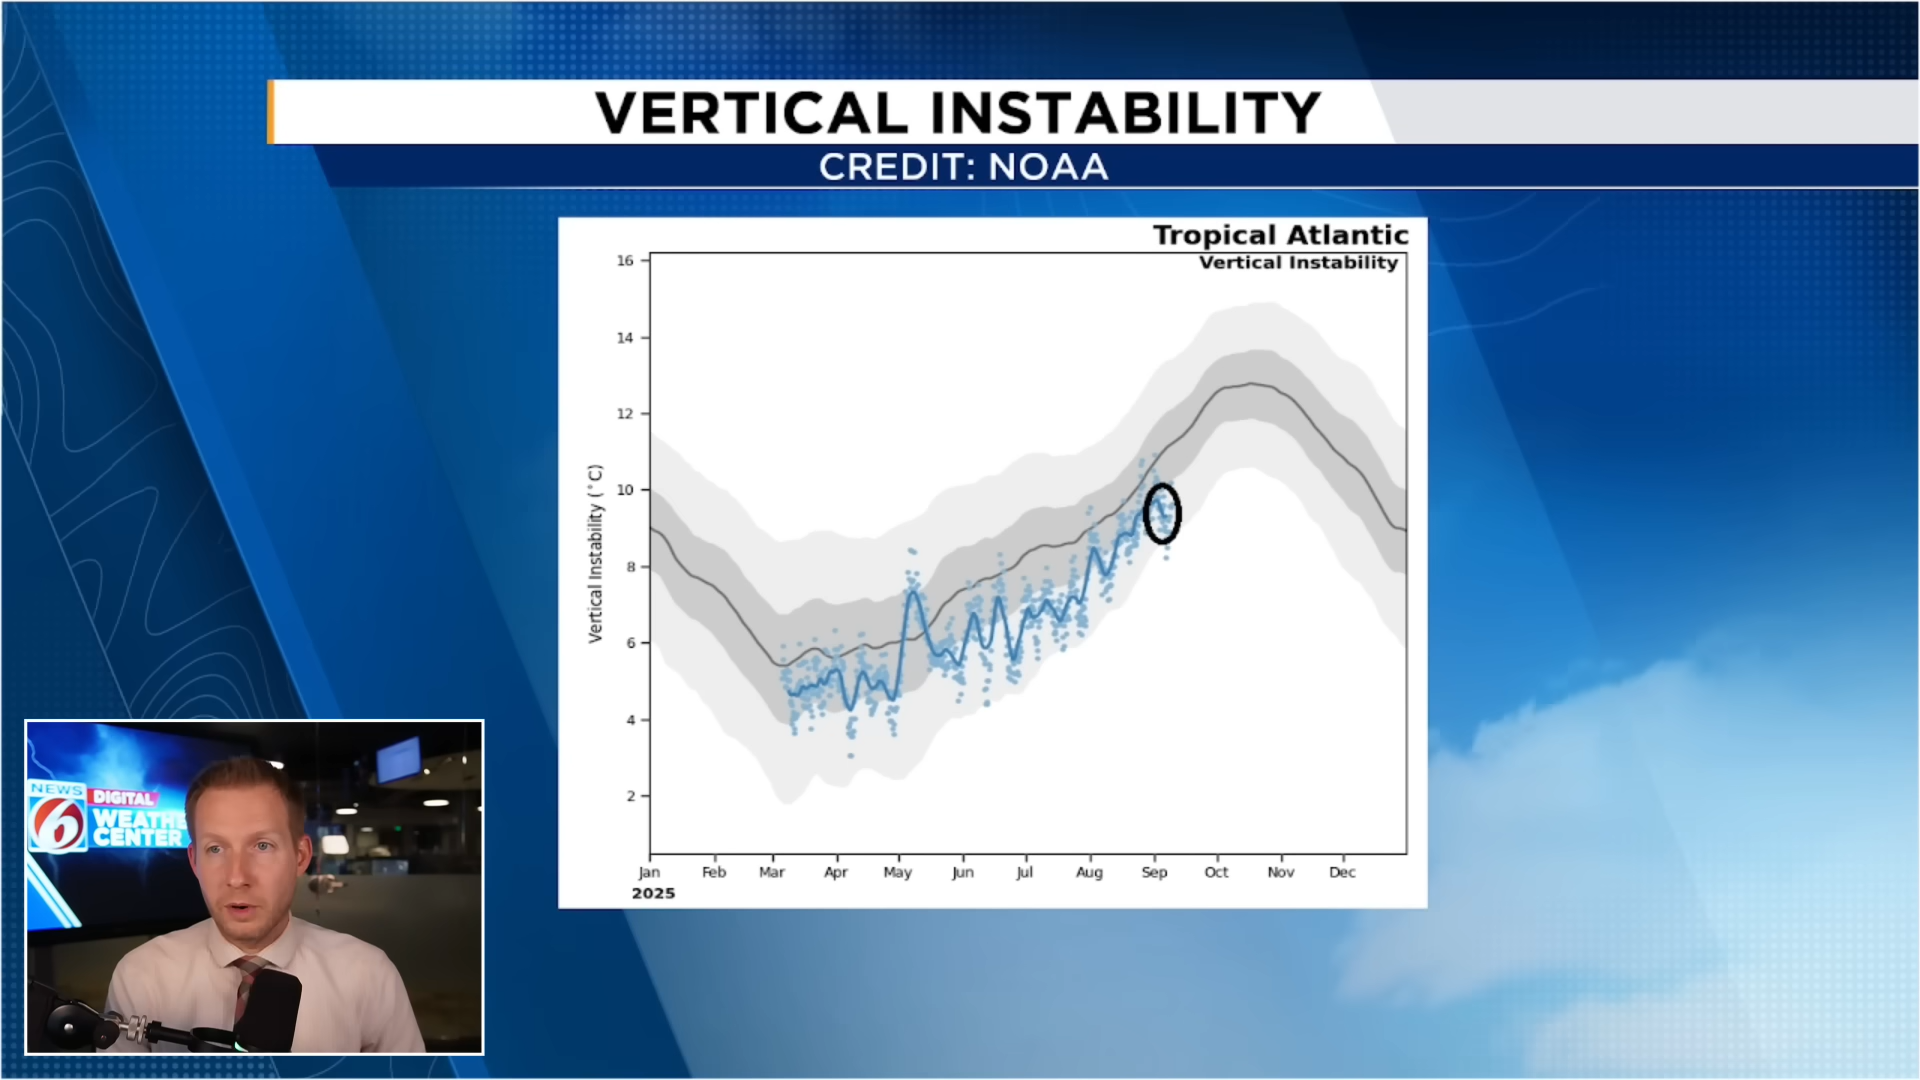 VERTICAL INSTABILITY
CREDIT: NOAA
Tropical Atlantic
Vertical Instability
Vertical Instability (°C)
16
14
12
10
8
6
4
2
Jan Feb Mar Apr May Jun Jul Aug Sep Oct Nov Dec
2025
NEWS
6
DIGITAL
WEATHE
CENTER